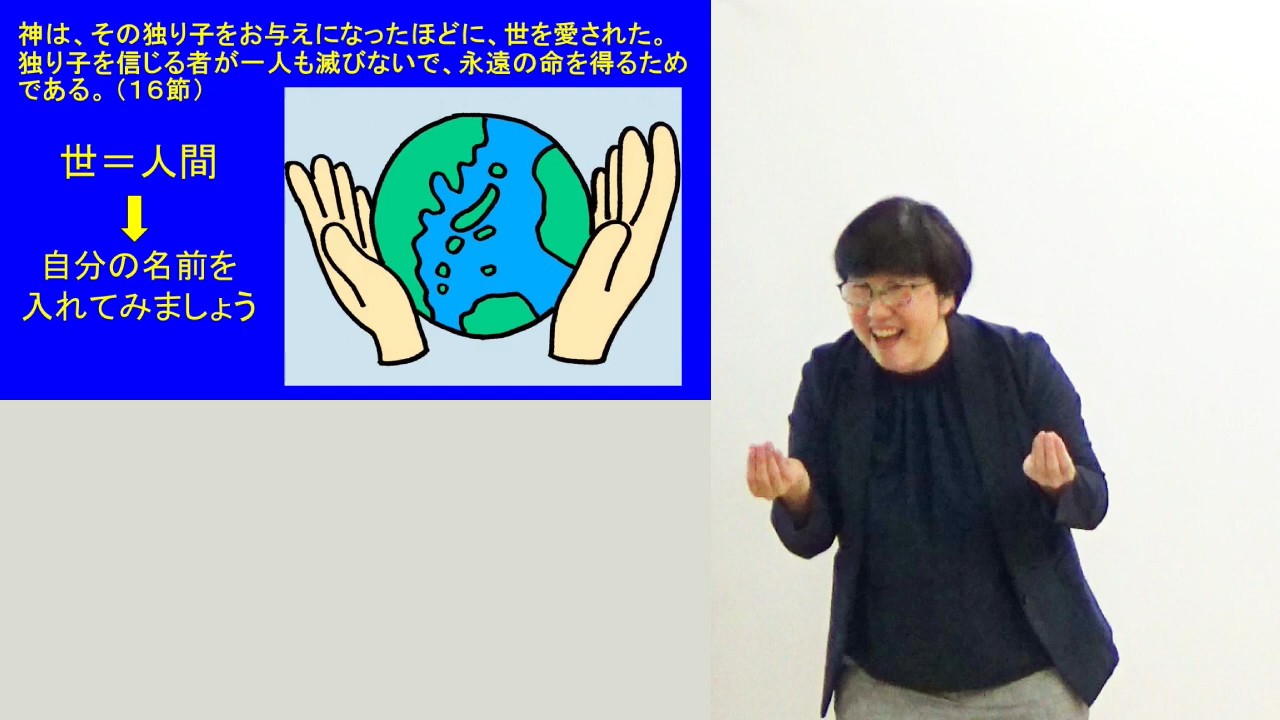 神は、その独り子をお与えになったほどに、世を愛された。
独り子を信じる者が一人も滅びないで、永遠の命を得るため
である。（１６節）
世＝人間
自分の名前を
入れてみましょう